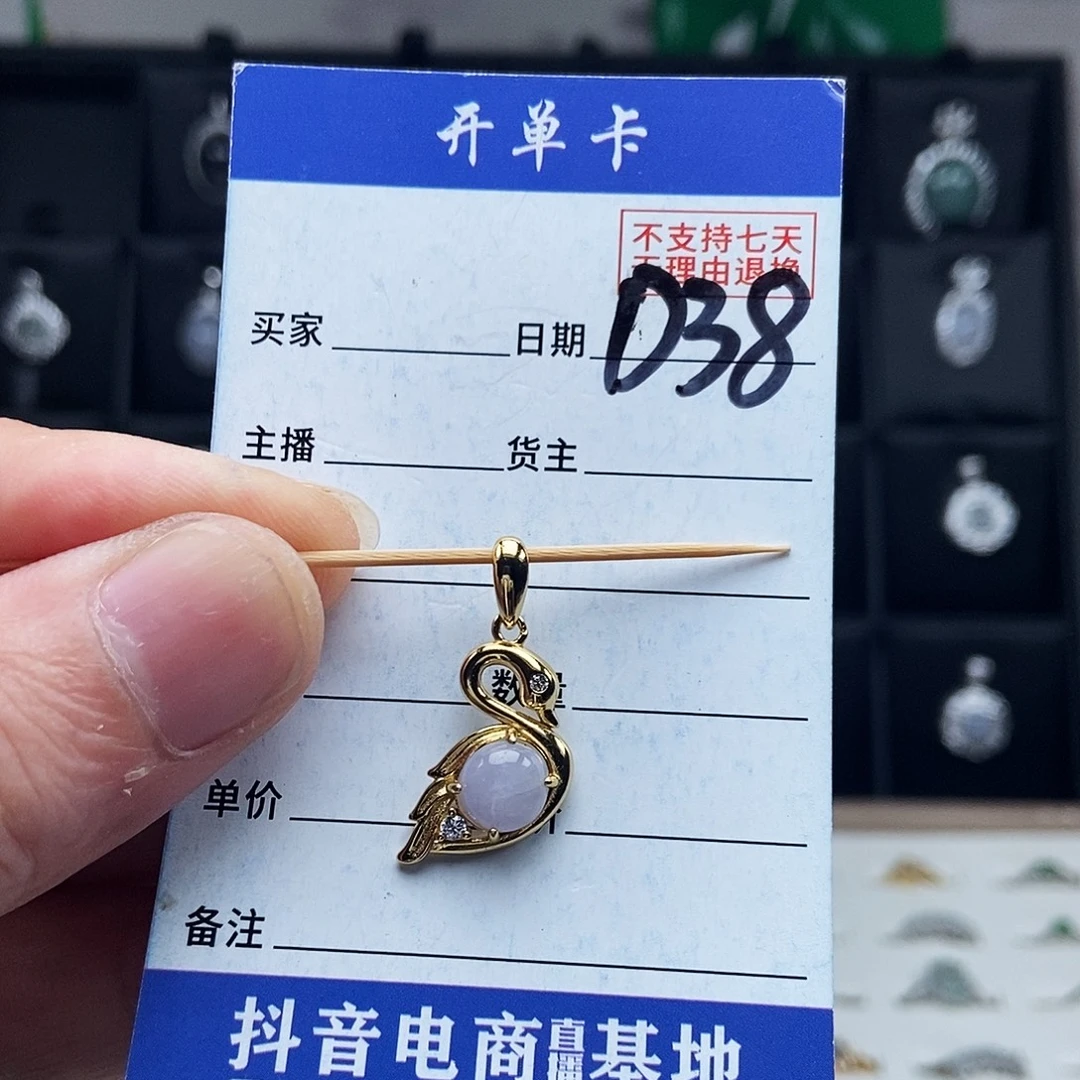 开单卡
不支持七天
无理由退换
D38
买家 日期
主播 货主
数量
单价
备注
抖音电商直播基地